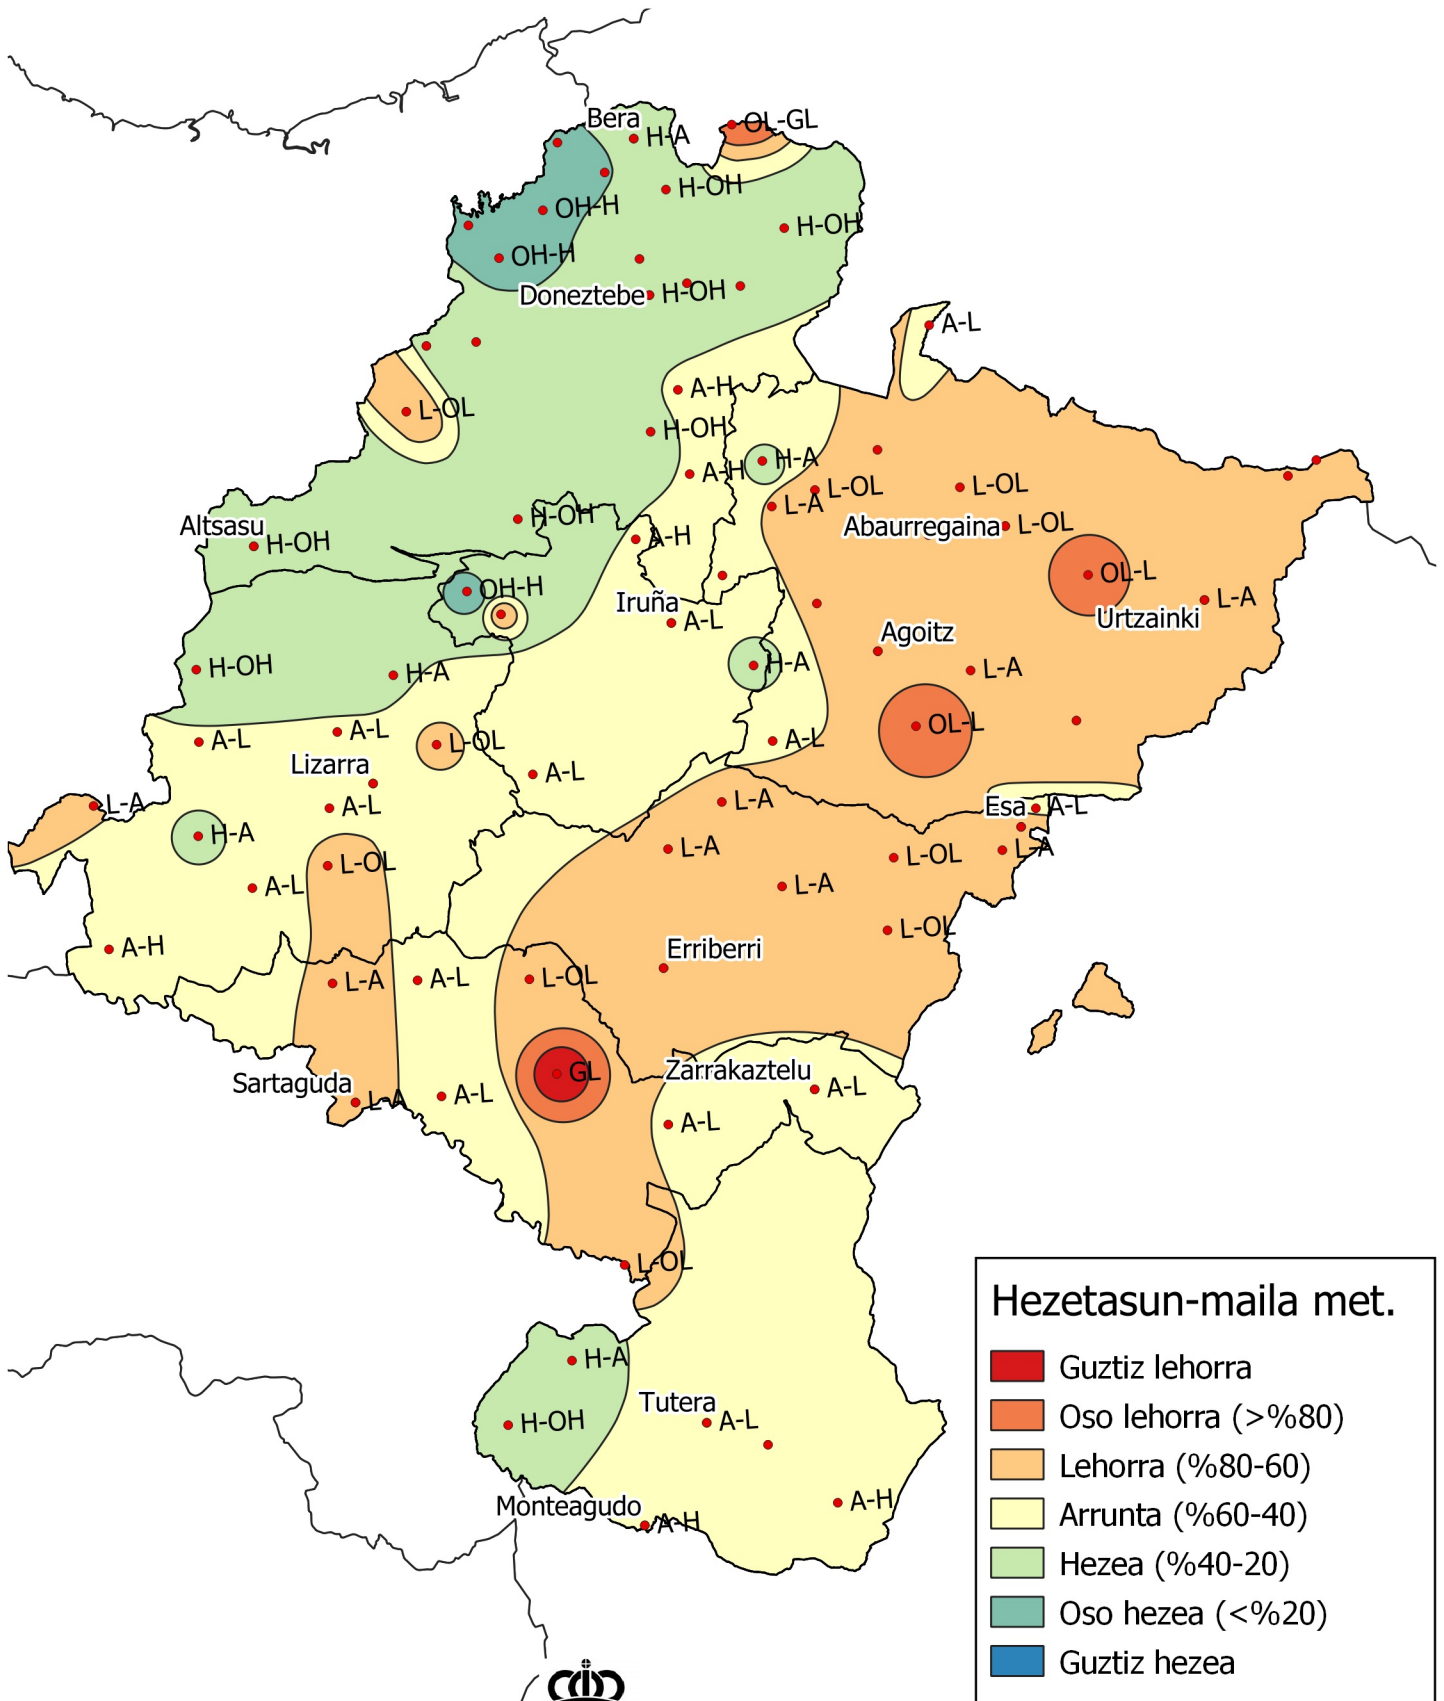 Bera
H-A
OL-GL
H-OH
OH-H
H-OH
OH-H
Doneztebe
H-OH
A-L
A-H
L-OL
H-OH
A-H
H-A
L-OL
L-OL
L-A
Altsasu
H-OH
H-OH
A-H
Abaurregaina
L-OL
OH-H
OL-L
Iruña
A-L
L-A
Urtzainki
Agoitz
H-OH
H-A
H-A
L-A
A-L
A-L
L-OL
A-L
OL-L
Lizarra
A-L
L-A
A-L
L-A
Esa
A-L
H-A
L-A
L-OL
L-A
L-OL
A-L
L-A
L-OL
A-H
Erriberri
L-A
A-L
L-OL
Sartaguda
L-A
A-L
GL
Zarrakaztelu
A-L
A-L
L-OL
H-A
H-OH
Tutera
A-L
Monteagudo
A-H
A-H
Hezetasun-maila met.
Guztiz lehorra
Oso lehorra (>%80)
Lehorra (%80-60)
Arrunta (%60-40)
Hezea (%40-20)
Oso hezea (<%20)
Guztiz hezea